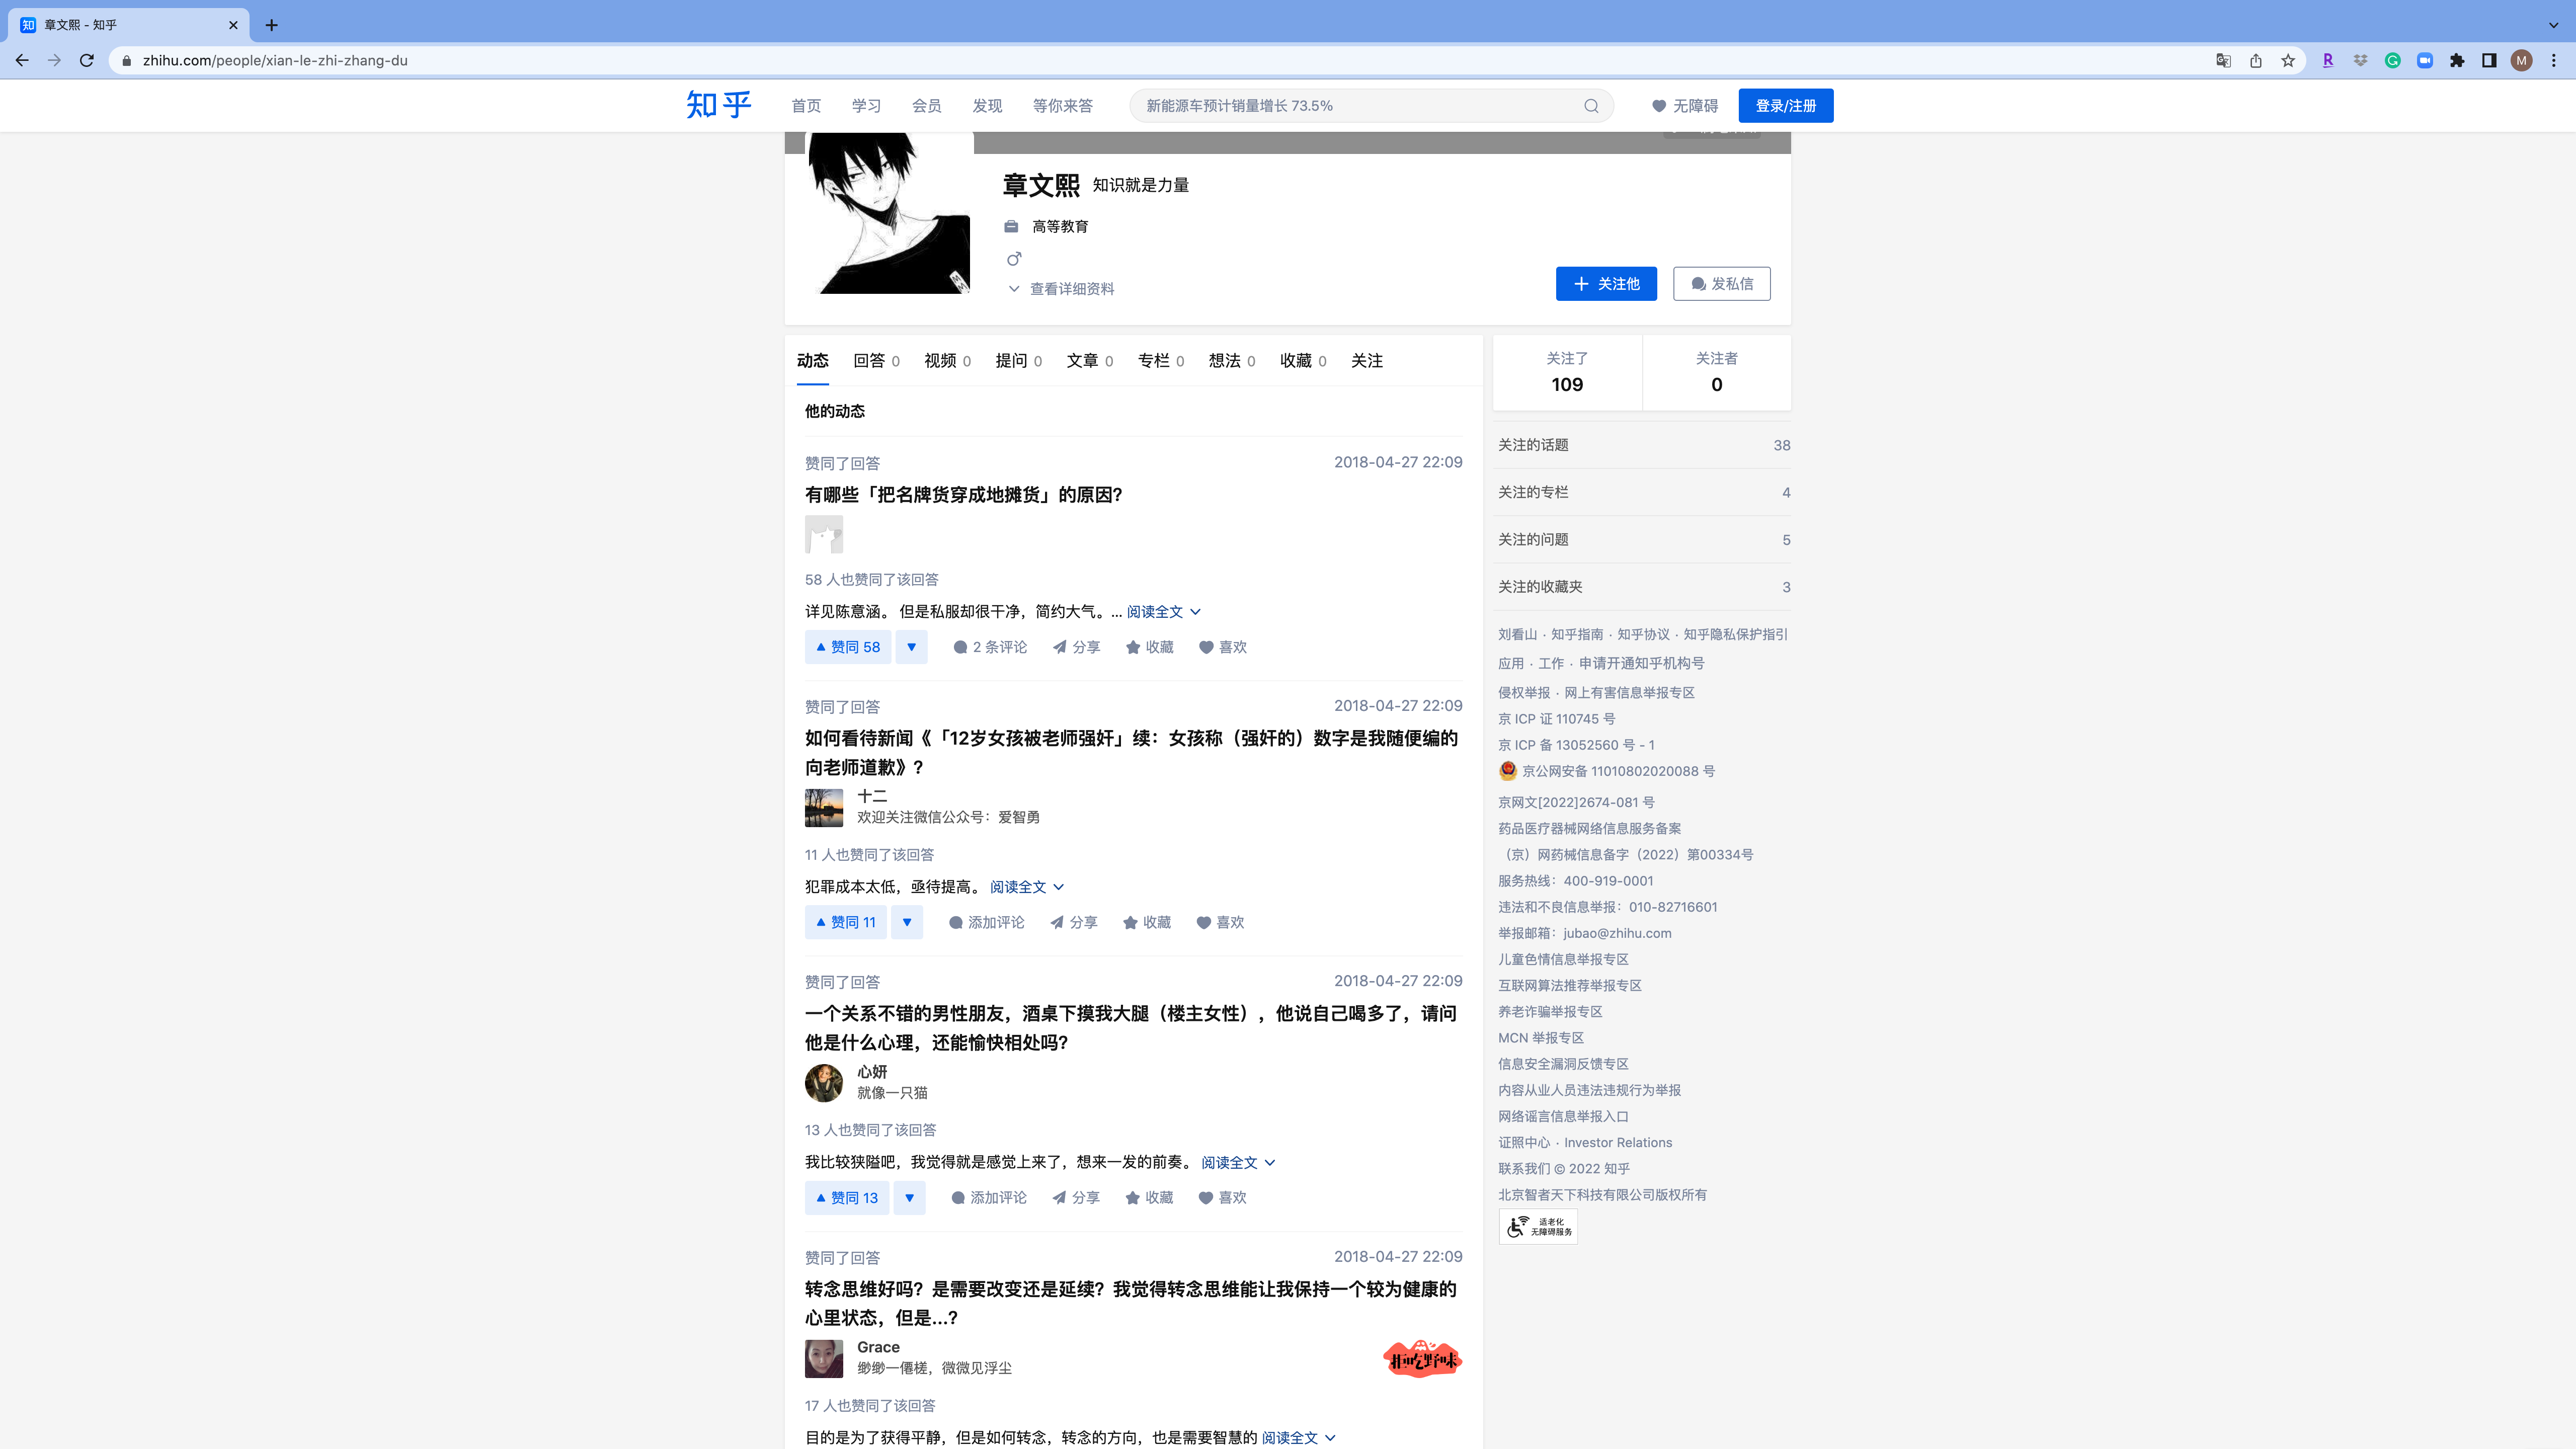 章文熙 - 知乎
zhihu.com/people/xian-le-zhi-zhang-du
M
知乎
首页 学习 会员 发现 等你来答
新能源车预计销量增长 73.5%
无障碍
登录/注册
章文熙 知识就是力量
高等教育
查看详细资料
关注他
发私信
动态 回答 0 视频 0 提问 0 文章 0 专栏 0 想法 0 收藏 0 关注
他的动态
赞同了回答 2018-04-27 22:09
有哪些「把名牌货穿成地摊货」的原因?
58 人也赞同了该回答
详见陈意涵。 但是私服却很干净，简约大气。... 阅读全文
赞同 58 2 条评论 分享 收藏 喜欢
赞同了回答 2018-04-27 22:09
如何看待新闻《「12岁女孩被老师强奸」续：女孩称（强奸的）数字是我随便编的
向老师道歉》?
十二
欢迎关注微信公众号：爱智勇
11 人也赞同了该回答
犯罪成本太低，亟待提高。 阅读全文
赞同 11 添加评论 分享 收藏 喜欢
赞同了回答 2018-04-27 22:09
一个关系不错的男性朋友，酒桌下摸我大腿（楼主女性），他说自己喝多了，请问
他是什么心理，还能愉快相处吗?
心妍
就像一只猫
13 人也赞同了该回答
我比较狭隘吧，我觉得就是感觉上来了，想来一发的前奏。 阅读全文
赞同 13 添加评论 分享 收藏 喜欢
赞同了回答 2018-04-27 22:09
转念思维好吗？是需要改变还是延续？我觉得转念思维能让我保持一个较为健康的
心里状态，但是...?
Grace
缈缈一僊槎，微微见浮尘
拒吃野味
17 人也赞同了该回答
目的是为了获得平静，但是如何转念，转念的方向，也是需要智慧的 阅读全文
关注了
109
关注者
0
关注的话题 38
关注的专栏 4
关注的问题 5
关注的收藏夹 3
刘看山 · 知乎指南 · 知乎协议 · 知乎隐私保护指引
应用 · 工作 · 申请开通知乎机构号
侵权举报 · 网上有害信息举报专区
京 ICP 证 110745 号
京 ICP 备 13052560 号 - 1
京公网安备 11010802020088 号
京网文[2022]2674-081 号
药品医疗器械网络信息服务备案
（京）网药械信息备字（2022）第00334号
服务热线：400-919-0001
违法和不良信息举报：010-82716601
举报邮箱：jubao@zhihu.com
儿童色情信息举报专区
互联网算法推荐举报专区
养老诈骗举报专区
MCN 举报专区
信息安全漏洞反馈专区
内容从业人员违法违规行为举报
网络谣言信息举报入口
证照中心 · Investor Relations
联系我们 © 2022 知乎
北京智者天下科技有限公司版权所有
适老化
无障碍服务